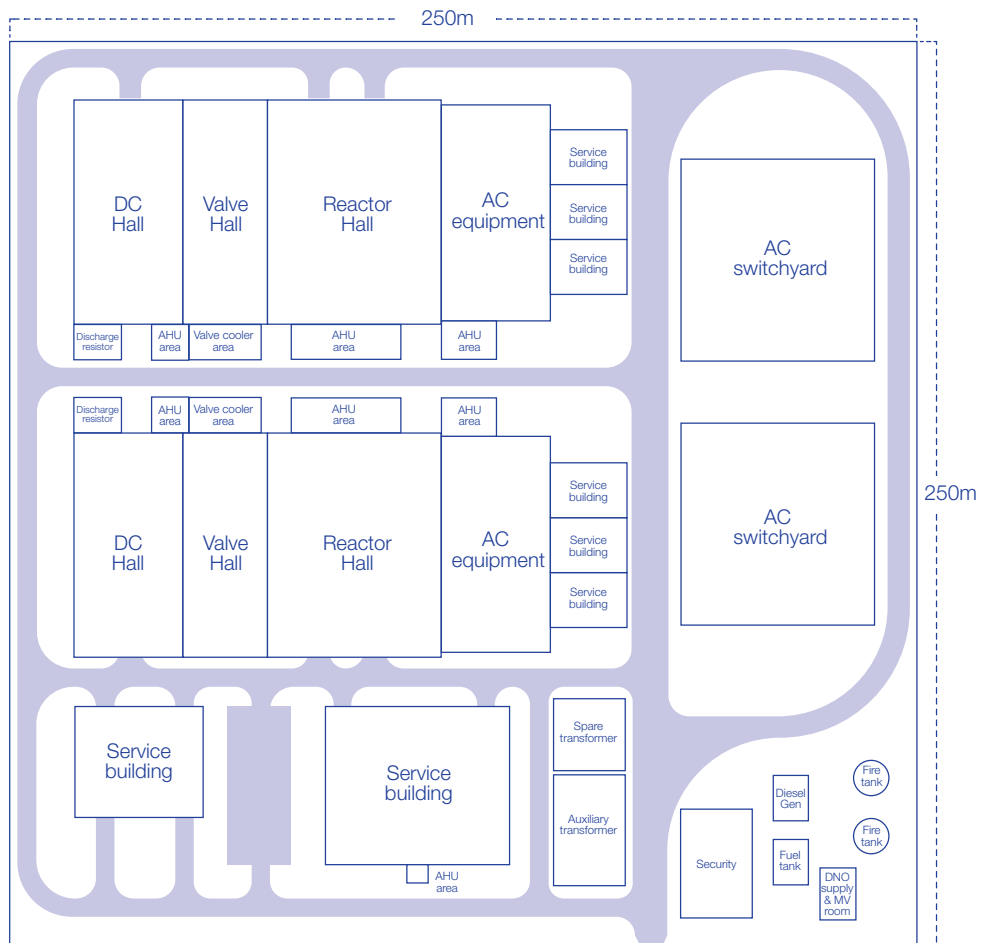 250m
DC
Hall
Valve
Hall
Reactor
Hall
AC
equipment
Service
building
Service
building
Service
building
AC
switchyard
Discharge
resistor
AHU
area
Valve cooler
area
AHU
area
AHU
area
Discharge
resistor
AHU
area
Valve cooler
area
AHU
area
AHU
area
DC
Hall
Valve
Hall
Reactor
Hall
AC
equipment
Service
building
Service
building
Service
building
AC
switchyard
250m
Service
building
Service
building
AHU
area
Spare
transformer
Auxiliary
transformer
Security
Diesel
Gen
Fuel
tank
Fire
tank
Fire
tank
DNO
supply
& MV
room